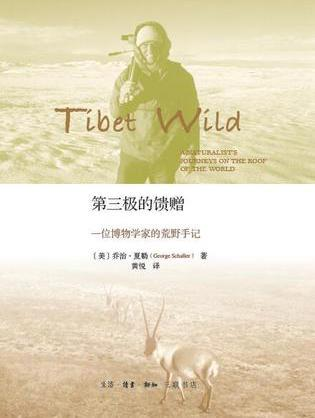 Tibet Wild
A NATURALIST'S
JOURNEYS ON THE ROOF
OF THE WORLD
第三极的馈赠
一位博物学家的荒野手记
〔美〕乔治·夏勒（George Schaller） 著
黄悦 译
生活·讀書·新知 三联书店